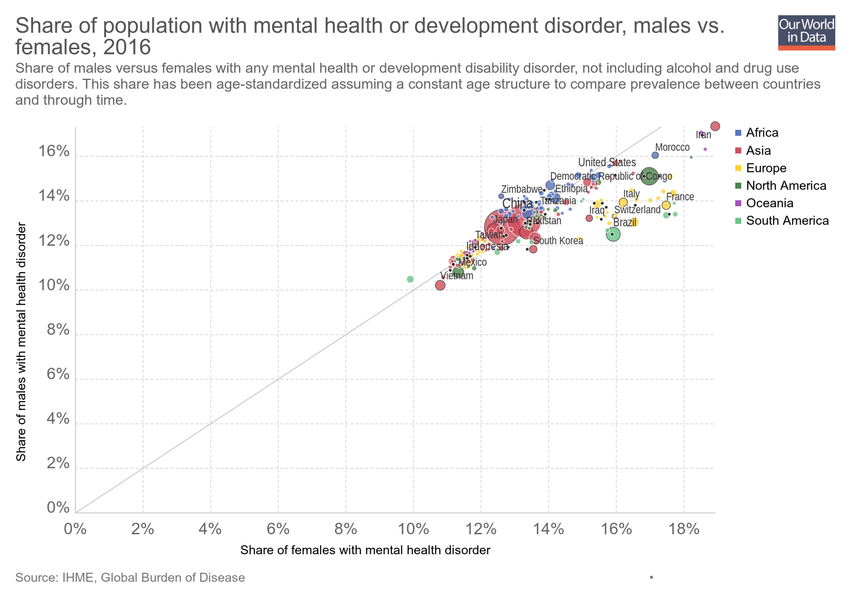 Share of population with mental health or development disorder, males vs.
females, 2016
Our World
in Data
Share of males versus females with any mental health or development disability disorder, not including alcohol and drug use
disorders. This share has been age-standardized assuming a constant age structure to compare prevalence between countries
and through time.
Iran
Africa
Asia
Europe
North America
Oceania
South America
16%
14%
12%
10%
8%
6%
4%
2%
0%
Morocco
United States
Democratic Republic of Congo
Zimbabwe
Ethiopia
Italy
France
China
Tanzania
Iraq
Switzerland
Japan
Pakistan
Brazil
Taiwan
South Korea
Indonesia
Mexico
Vietnam
Share of males with mental health disorder
0%
2%
4%
6%
8%
10%
12%
14%
16%
18%
Share of females with mental health disorder
Source: IHME, Global Burden of Disease